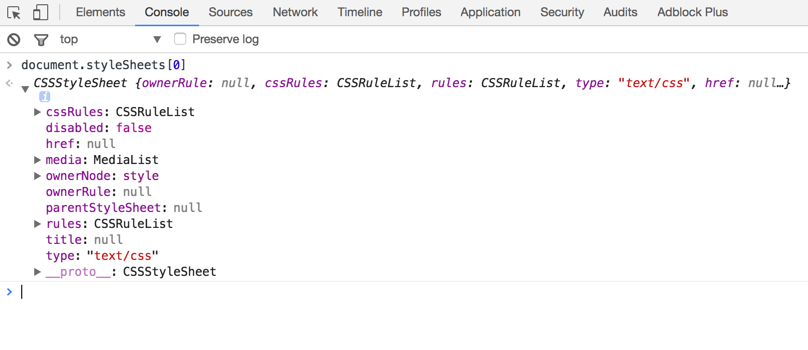 Elements Console Sources Network Timeline Profiles Application Security Audits Adblock Plus
top Preserve log
document.styleSheets[0]
CSSStyleSheet {ownerRule: null, cssRules: CSSRuleList, rules: CSSRuleList, type: "text/css", href: null…}
i
cssRules: CSSRuleList
disabled: false
href: null
media: MediaList
ownerNode: style
ownerRule: null
parentStyleSheet: null
rules: CSSRuleList
title: null
type: "text/css"
__proto__: CSSStyleSheet